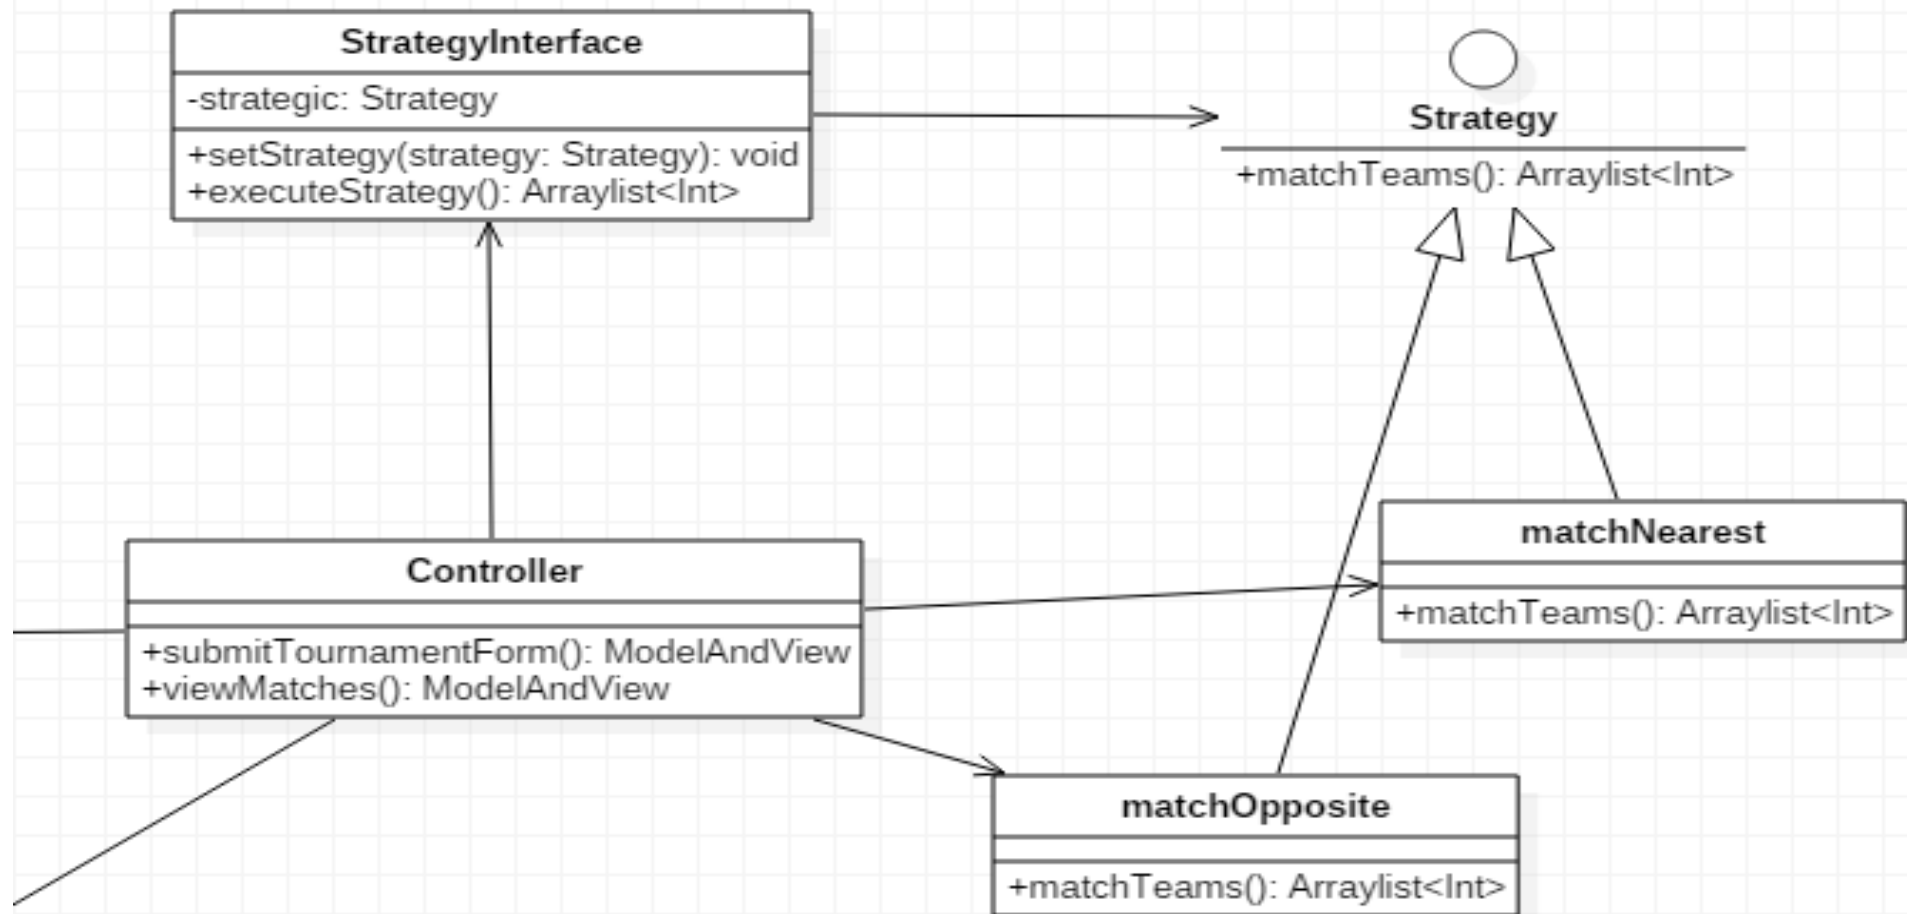 StrategyInterface
-strategic: Strategy
+setStrategy(strategy: Strategy): void
+executeStrategy(): Arraylist<Int>
Strategy
+matchTeams(): Arraylist<Int>
Controller
+submitTournamentForm(): ModelAndView
+viewMatches(): ModelAndView
matchNearest
+matchTeams(): Arraylist<Int>
matchOpposite
+matchTeams(): Arraylist<Int>